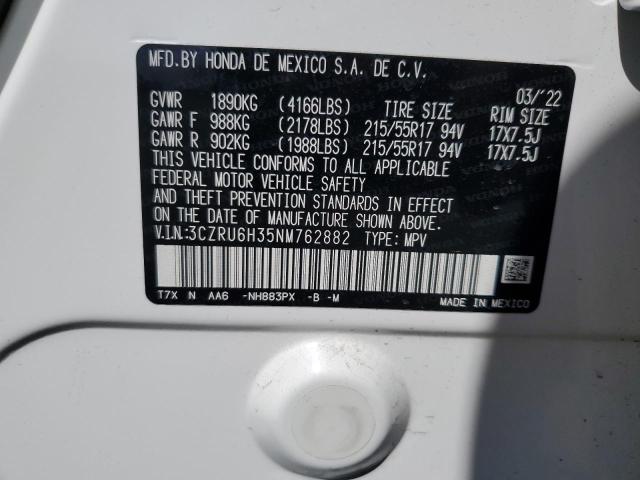 MFD.BY HONDA DE MEXICO S.A. DE C.V.
03/'22
GVWR 1890KG (4166LBS) TIRE SIZE RIM SIZE
GAWR F 988KG (2178LBS) 215/55R17 94V 17X7.5J
GAWR R 902KG (1988LBS) 215/55R17 94V 17X7.5J
THIS VEHICLE CONFORMS TO ALL APPLICABLE
FEDERAL MOTOR VEHICLE SAFETY
AND THEFT PREVENTION STANDARDS IN EFFECT
ON THE DATE OF MANUFACTURE SHOWN ABOVE.
V.I.N:3CZRU6H35NM762882 TYPE: MPV
T7X N AA6 -NH883PX -B -M MADE IN MEXICO